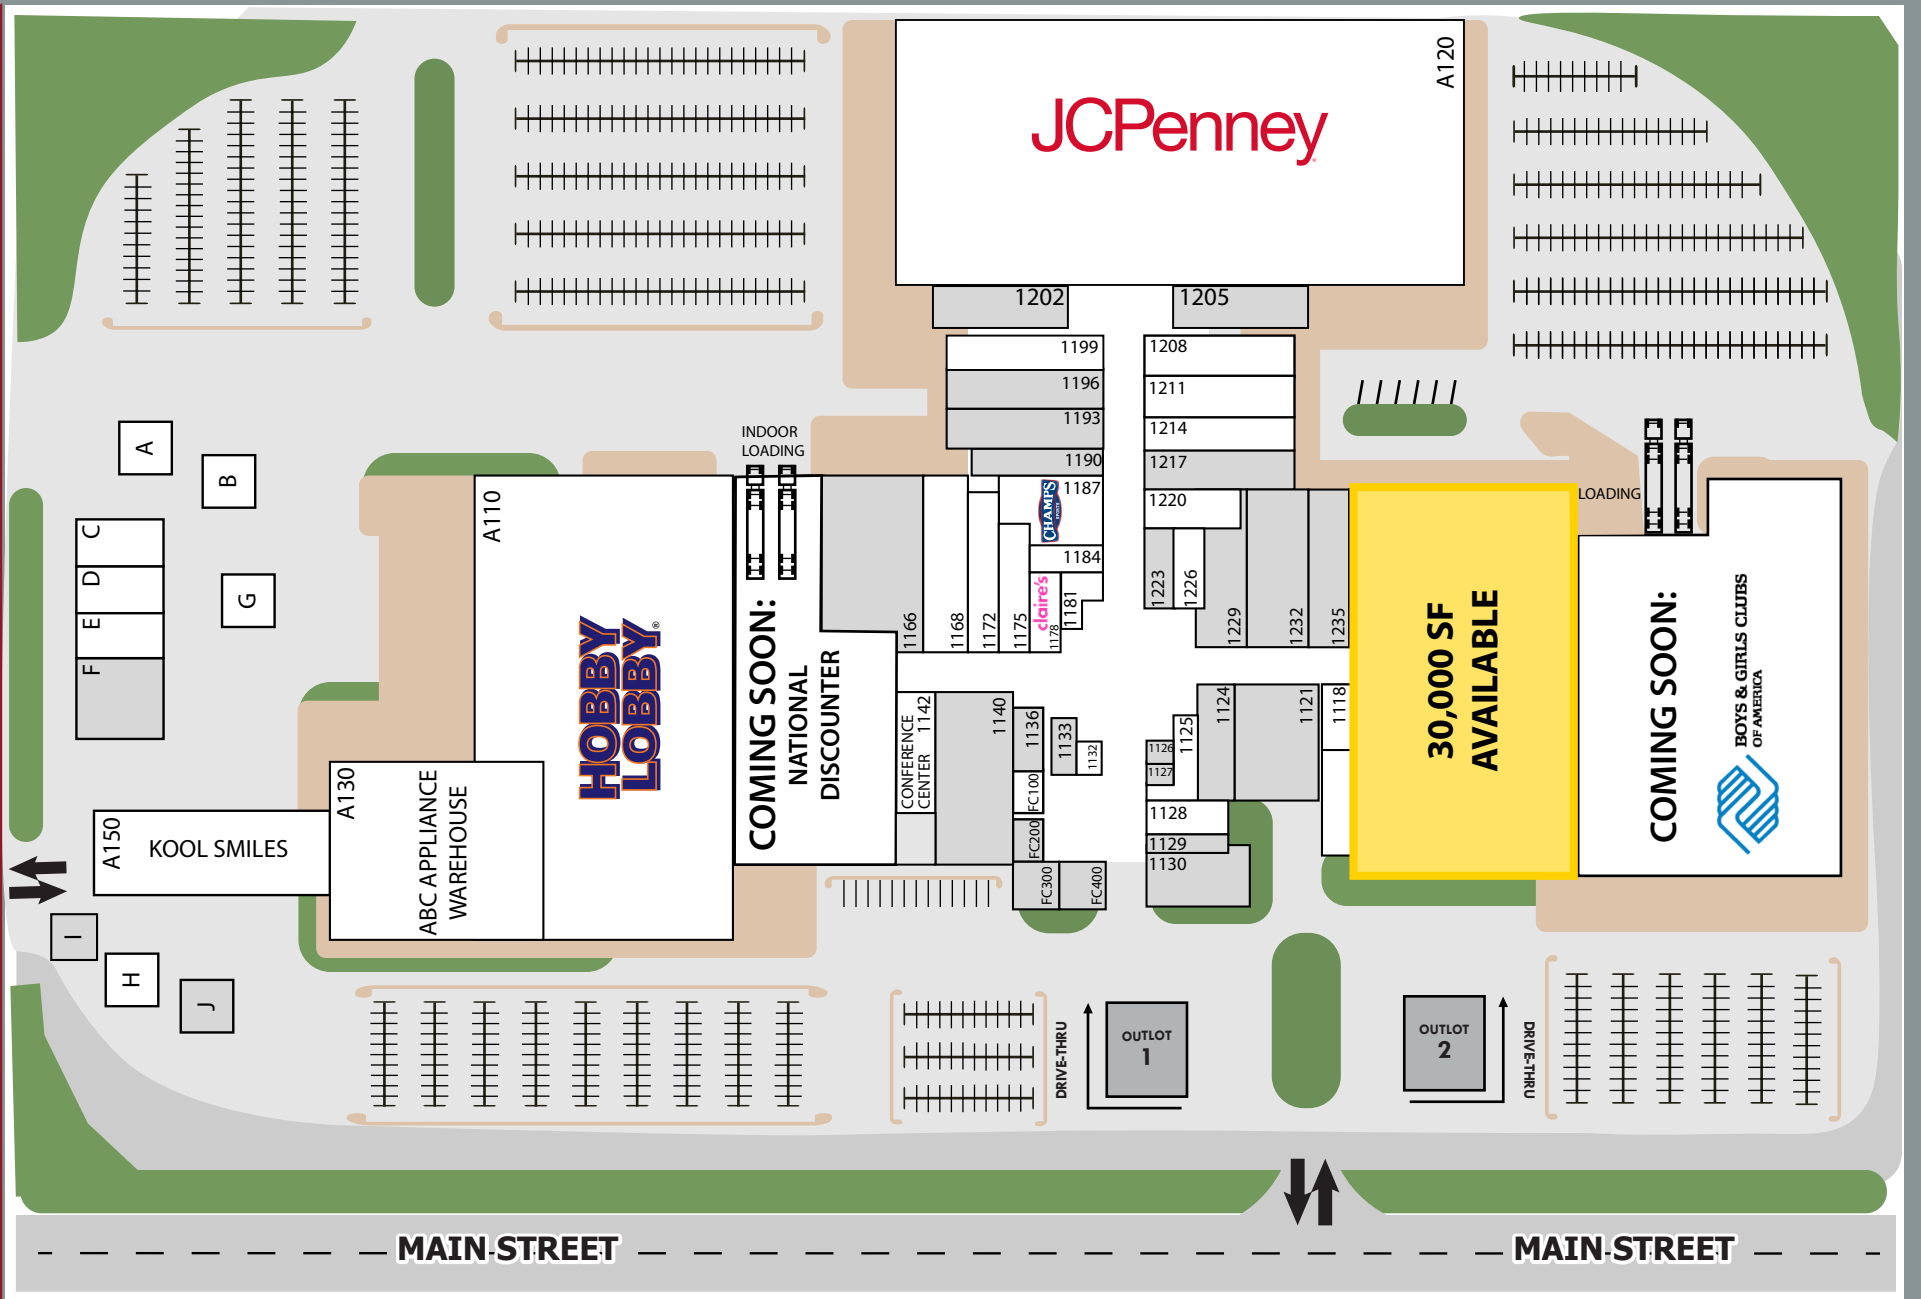 A120
JCPenney
1202
1205
1199
1208
1196
1211
1193
1214
1190
1217
INDOOR
LOADING
A
B
C
D
E
F
G
A110
HOBBY
LOBBY®
COMING SOON:
NATIONAL
DISCOUNTER
1166
1168
1172
1175
CHAMPS
SPORTS
1187
1184
claire's
1178
1181
1220
1223
1226
1229
1232
1235
30,000 SF
AVAILABLE
LOADING
COMING SOON:
BOYS & GIRLS CLUBS
OF AMERICA
A130
ABC APPLIANCE
WAREHOUSE
A150
KOOL SMILES
CONFERENCE
CENTER
1142
1140
1136
1133
1132
FC100
FC200
FC300
FC400
1118
1121
1124
1125
1126
1127
1128
1129
1130
I
H
J
DRIVE-THRU
OUTLOT
1
OUTLOT
2
DRIVE-THRU
MAIN STREET
MAIN STREET